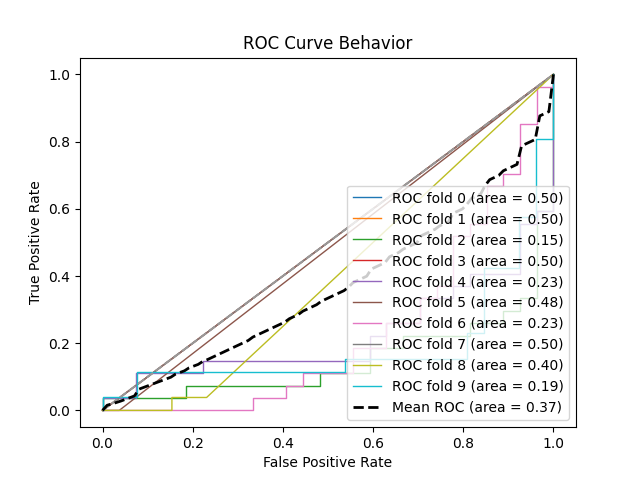 ROC Curve Behavior
True Positive Rate
1.0
0.8
0.6
0.4
0.2
0.0
ROC fold 0 (area = 0.50)
ROC fold 1 (area = 0.50)
ROC fold 2 (area = 0.15)
ROC fold 3 (area = 0.50)
ROC fold 4 (area = 0.23)
ROC fold 5 (area = 0.48)
ROC fold 6 (area = 0.23)
ROC fold 7 (area = 0.50)
ROC fold 8 (area = 0.40)
ROC fold 9 (area = 0.19)
Mean ROC (area = 0.37)
0.0 0.2 0.4 0.6 0.8 1.0
False Positive Rate